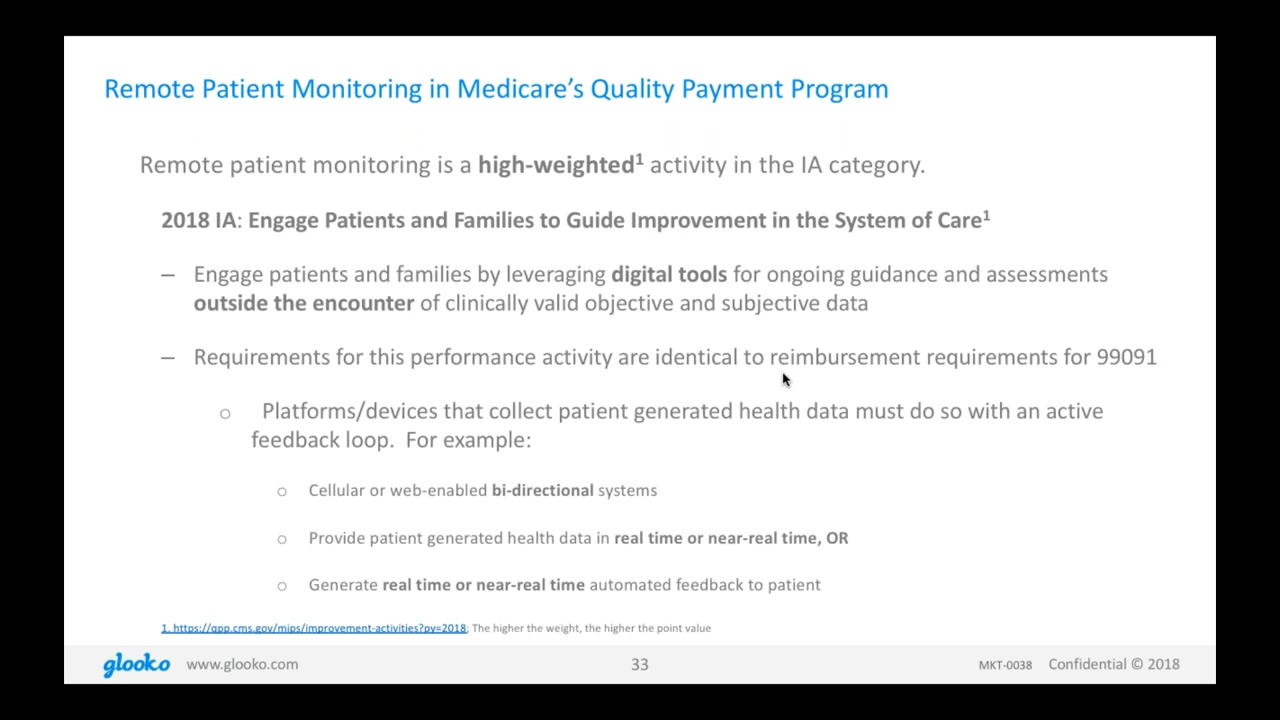 Remote Patient Monitoring in Medicare's Quality Payment Program
Remote patient monitoring is a high-weighted1 activity in the IA category.
2018 IA: Engage Patients and Families to Guide Improvement in the System of Care1
– Engage patients and families by leveraging digital tools for ongoing guidance and assessments
outside the encounter of clinically valid objective and subjective data
– Requirements for this performance activity are identical to reimbursement requirements for 99091
o Platforms/devices that collect patient generated health data must do so with an active
feedback loop. For example:
o Cellular or web-enabled bi-directional systems
o Provide patient generated health data in real time or near-real time, OR
o Generate real time or near-real time automated feedback to patient
1. https://qpp.cms.gov/mips/improvement-activities?py=2018; The higher the weight, the higher the point value
glooko www.glooko.com 33 MKT-0038 Confidential © 2018